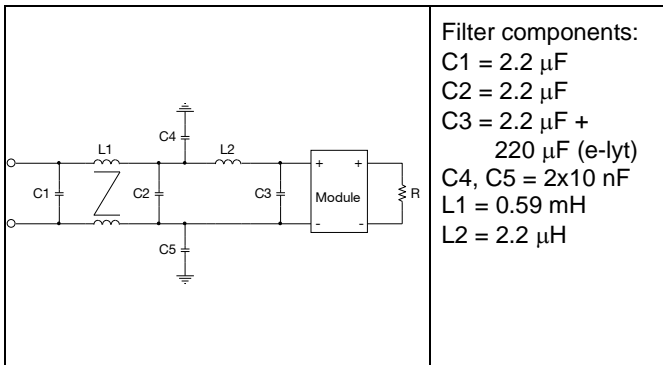 C4
L1
L2
C1
C2
C3
+
+
Module
R
-
-
C5
Filter components:
C1 = 2.2 μF
C2 = 2.2 μF
C3 = 2.2 μF +
220 μF (e-lyt)
C4, C5 = 2x10 nF
L1 = 0.59 mH
L2 = 2.2 μH